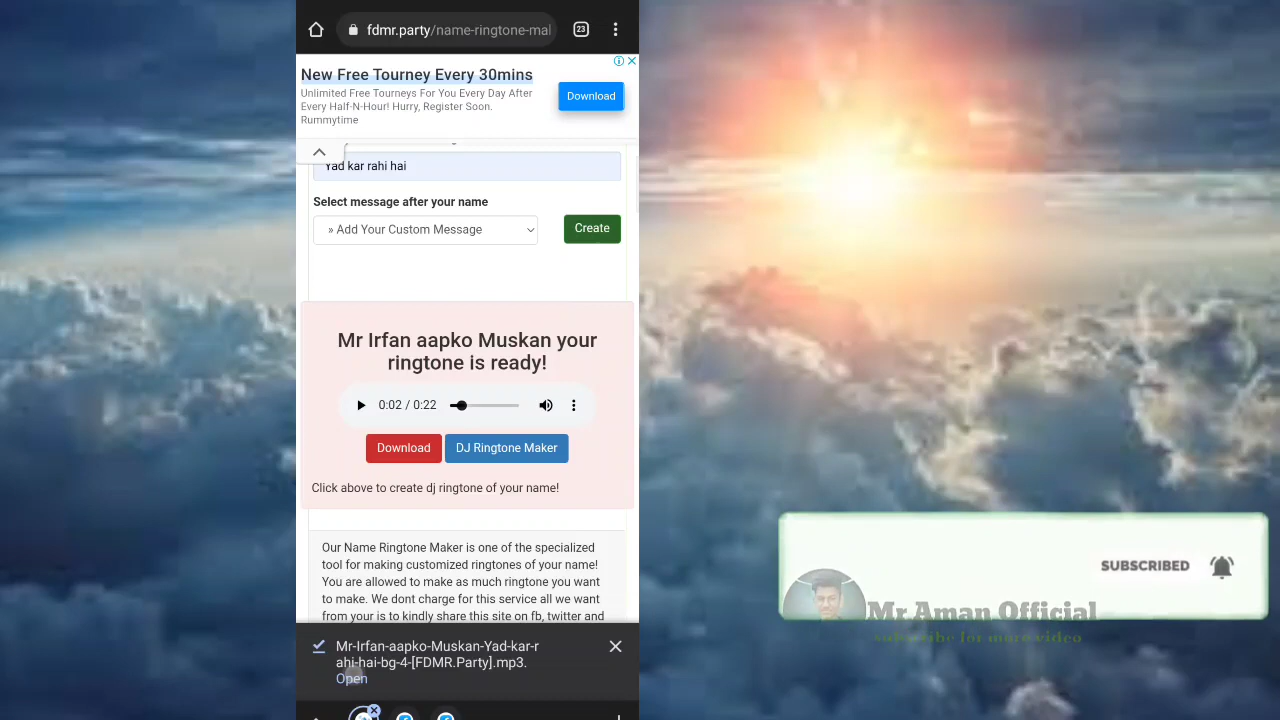 fdmr.party/name-ringtone-mal
23
New Free Tourney Every 30mins
Unlimited Free Tourneys For You Every Day After
Every Half-N-Hour! Hurry, Register Soon.
Rummytime
Download
Yad kar rahi hai
Select message after your name
» Add Your Custom Message
Create
Mr Irfan aapko Muskan your
ringtone is ready!
0:02 / 0:22
Download
DJ Ringtone Maker
Click above to create dj ringtone of your name!
Our Name Ringtone Maker is one of the specialized
tool for making customized ringtones of your name!
You are allowed to make as much ringtone you want
to make. We dont charge for this service all we want
from your is to kindly share this site on fb, twitter and
Mr-Irfan-aapko-Muskan-Yad-kar-r
ahi-hai-bg-4-[FDMR.Party].mp3.
Open
SUBSCRIBED
Mr Aman Official
subscribe for more video